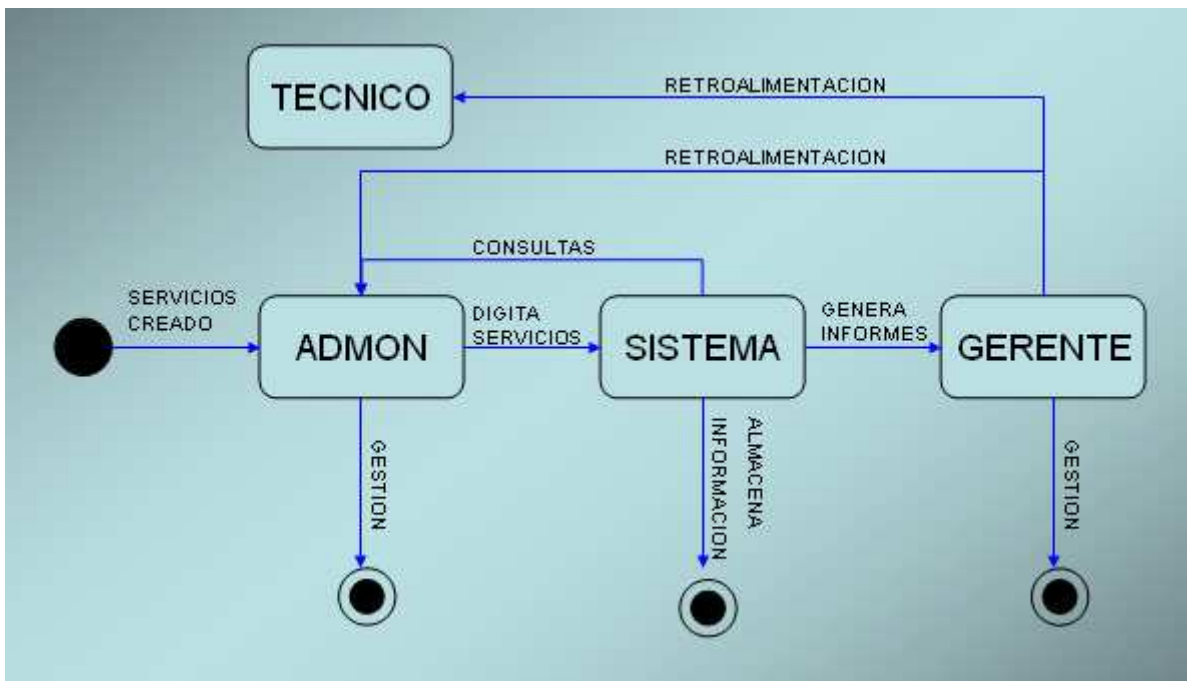 TECNICO
RETROALIMENTACION
RETROALIMENTACION
CONSULTAS
SERVICIOS
CREADO
ADMON
DIGITA
SERVICIOS
SISTEMA
GENERA
INFORMES
GERENTE
GESTION
ALMACENA
INFORMACION
GESTION